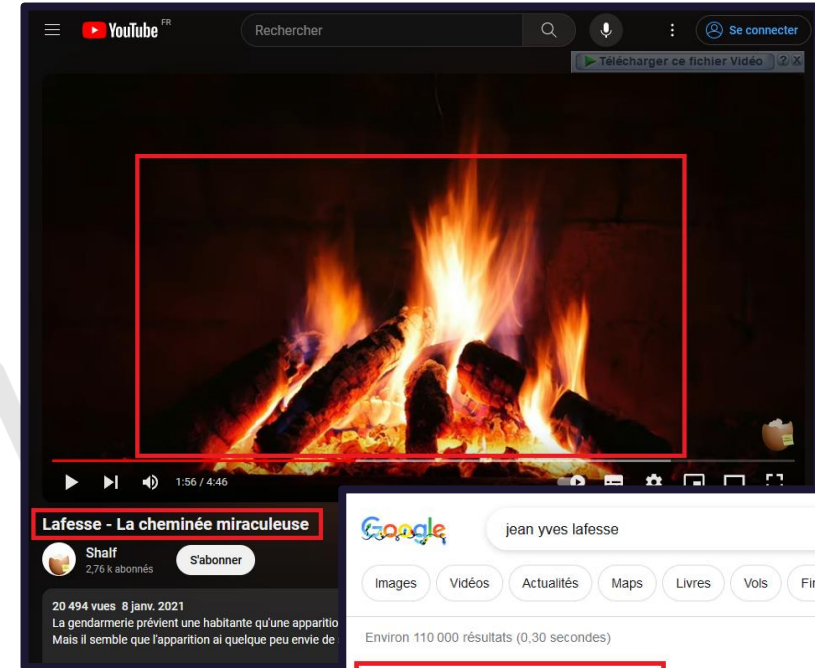 YouTube FR
Rechercher
Se connecter
Télécharger ce fichier Vidéo ? X
1:56 / 4:46
Lafesse - La cheminée miraculeuse
Shalf
2,76 k abonnés
S'abonner
20 494 vues 8 janv. 2021
La gendarmerie prévient une habitante qu'une apparitio
Mais il semble que l'apparition ai quelque peu envie de
Google
jean yves lafesse
Images
Vidéos
Actualités
Maps
Livres
Vols
Fin
Environ 110 000 résultats (0,30 secondes)